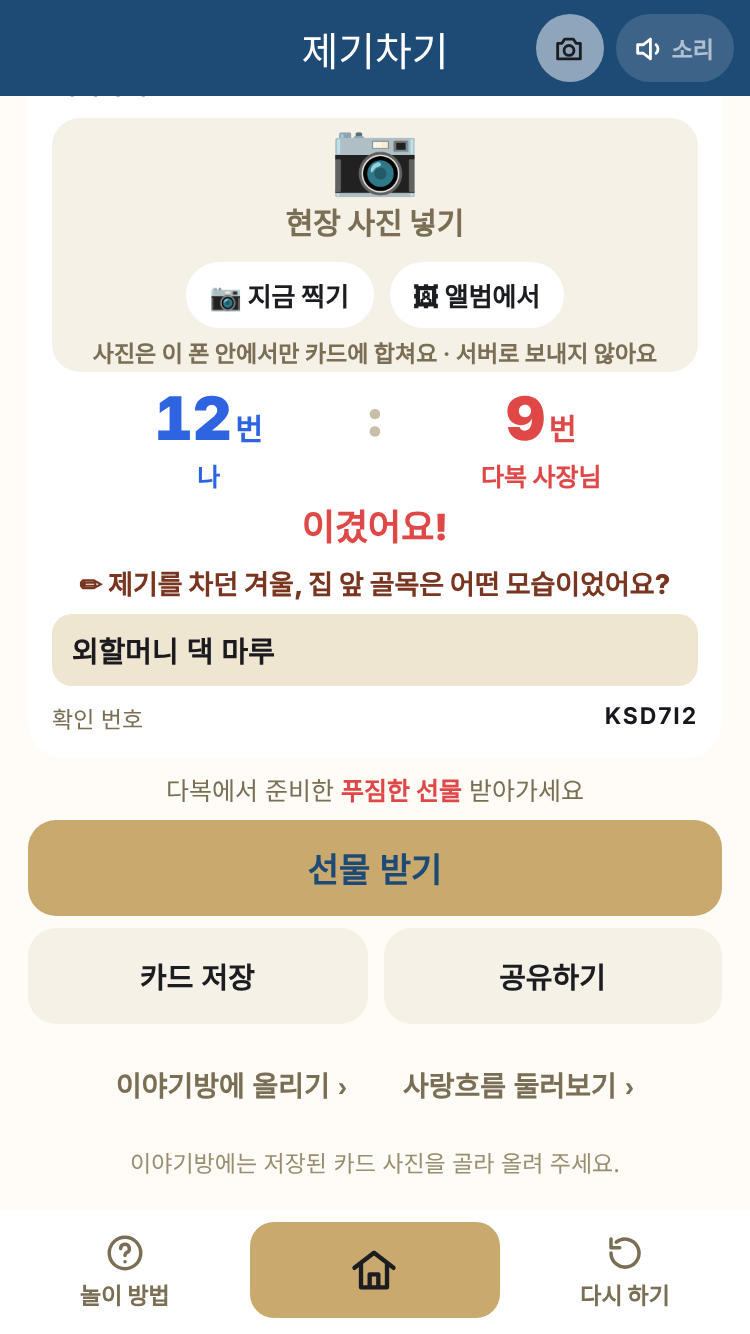 제기차기
소리
현장 사진 넣기
지금 찍기
앨범에서
사진은 이 폰 안에서만 카드에 합쳐요 · 서버로 보내지 않아요
12번 : 9번
나
다복 사장님
이겼어요!
✏ 제기를 차던 겨울, 집 앞 골목은 어떤 모습이었어요?
외할머니 댁 마루
확인 번호
KSD7I2
다복에서 준비한 푸짐한 선물 받아가세요
선물 받기
카드 저장
공유하기
이야기방에 올리기 ›
사랑흐름 둘러보기 ›
이야기방에는 저장된 카드 사진을 골라 올려 주세요.
놀이 방법
다시 하기